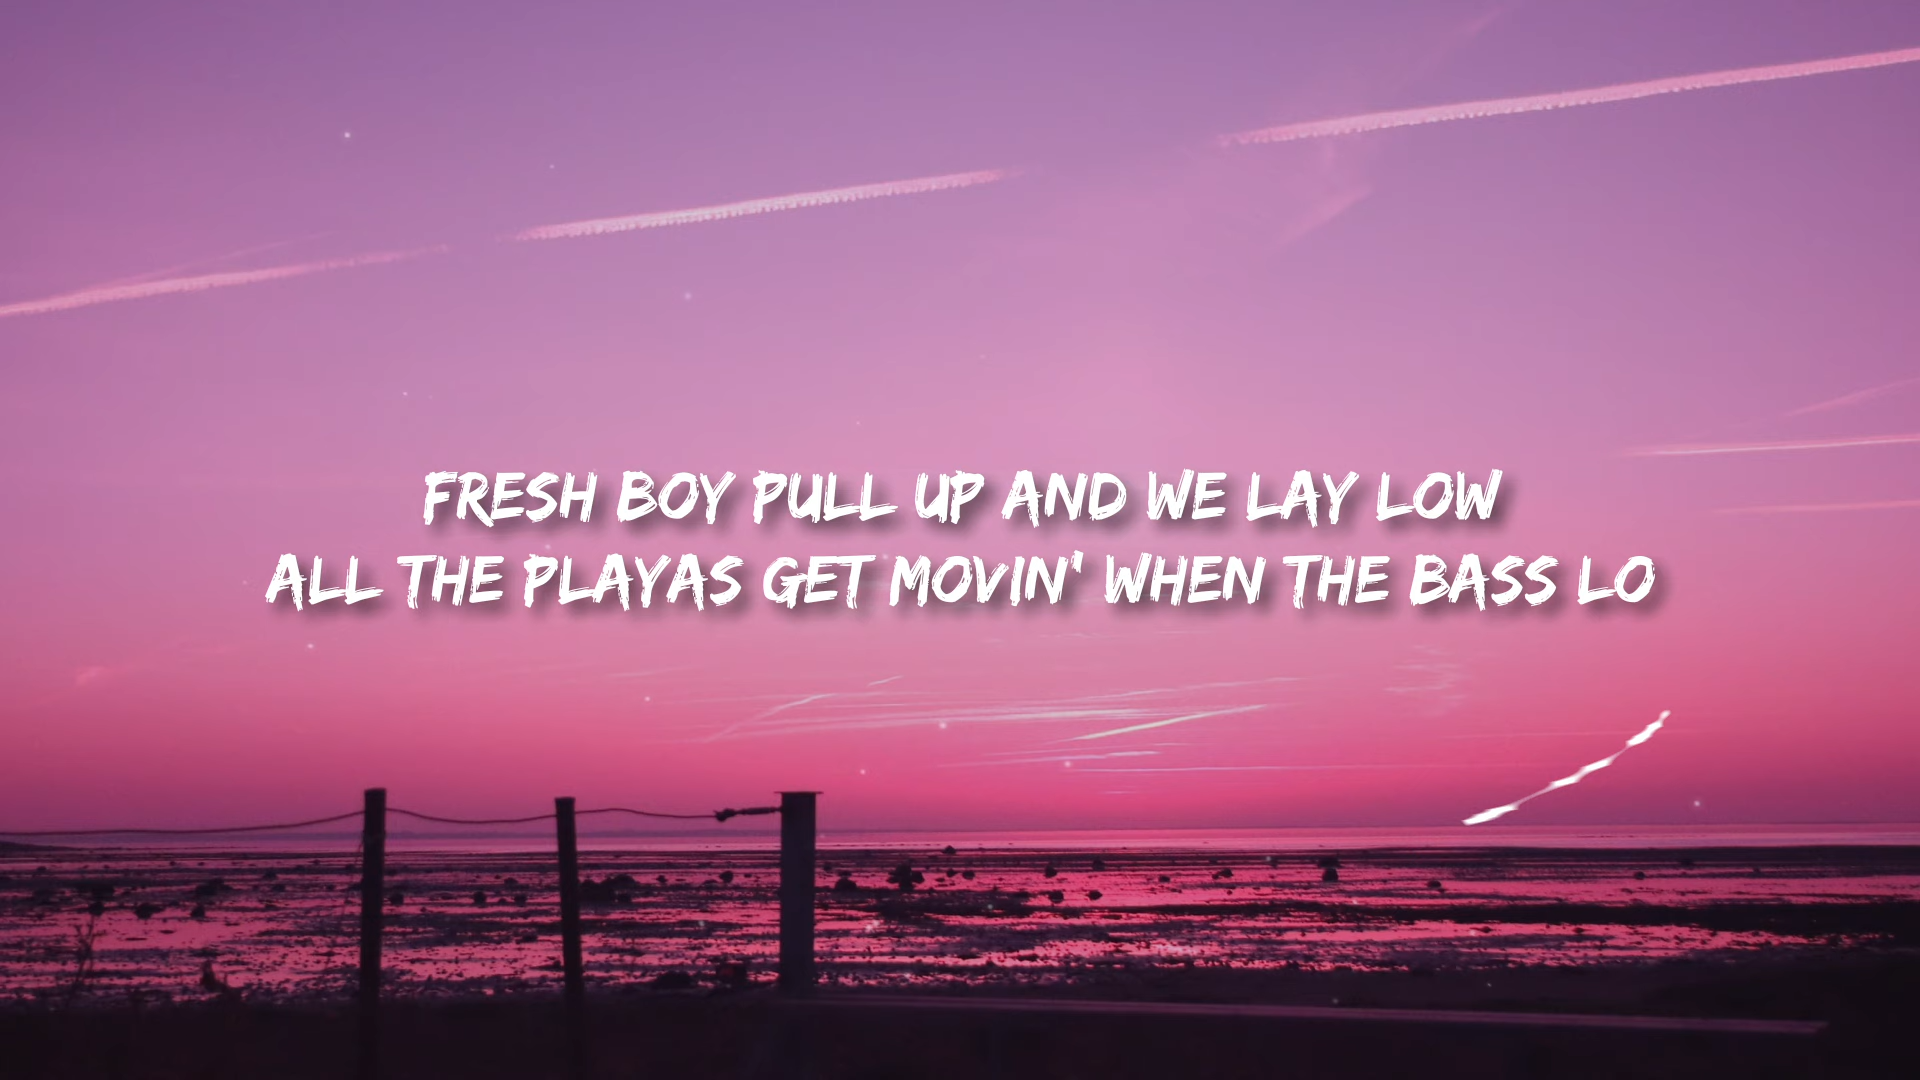 FRESH BOY PULL UP AND WE LAY LOW
ALL THE PLAYAS GET MOVIN' WHEN THE BASS LO